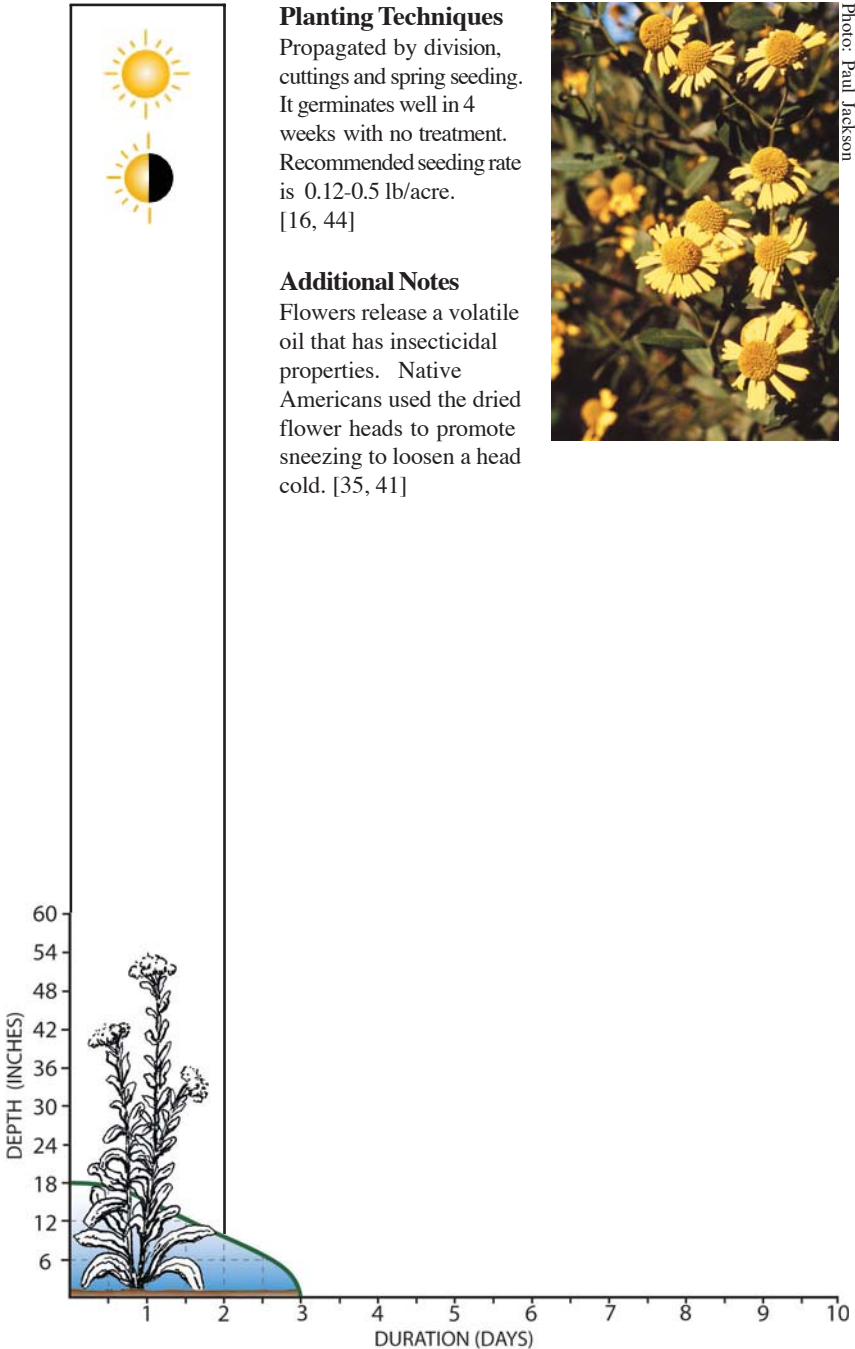 Planting Techniques
Propagated by division,
cuttings and spring seeding.
It germinates well in 4
weeks with no treatment.
Recommended seeding rate
is 0.12-0.5 lb/acre.
[16, 44]
Additional Notes
Flowers release a volatile
oil that has insecticidal
properties. Native
Americans used the dried
flower heads to promote
sneezing to loosen a head
cold. [35, 41]
Photo: Paul Jackson
DEPTH (INCHES)
60
54
48
42
36
30
24
18
12
6
1 2 3 4 5 6 7 8 9 10
DURATION (DAYS)